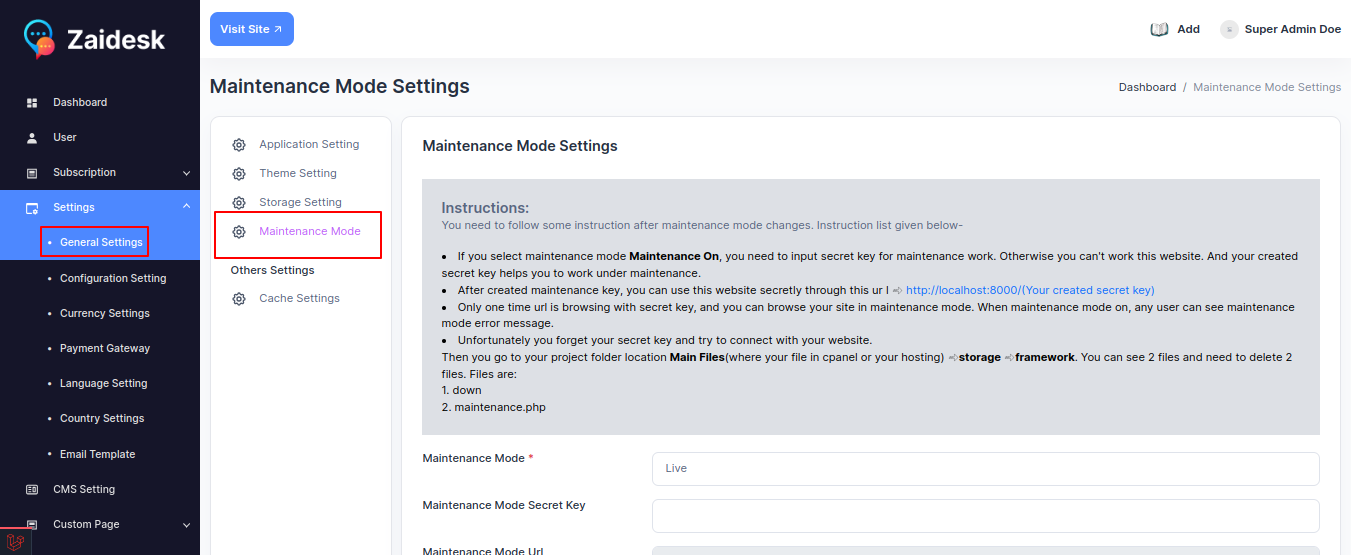 Zaidesk
Visit Site
Add
Super Admin Doe
Maintenance Mode Settings
Dashboard / Maintenance Mode Settings
Dashboard
User
Subscription
Settings
General Settings
Configuration Setting
Currency Settings
Payment Gateway
Language Setting
Country Settings
Email Template
CMS Setting
Custom Page
Application Setting
Theme Setting
Storage Setting
Maintenance Mode
Others Settings
Cache Settings
Maintenance Mode Settings
Instructions:
You need to follow some instruction after maintenance mode changes. Instruction list given below-
• If you select maintenance mode Maintenance On, you need to input secret key for maintenance work. Otherwise you can't work this website. And your created
secret key helps you to work under maintenance.
• After created maintenance key, you can use this website secretly through this ur l ➪ http://localhost:8000/(Your created secret key)
• Only one time url is browsing with secret key, and you can browse your site in maintenance mode. When maintenance mode on, any user can see maintenance
mode error message.
• Unfortunately you forget your secret key and try to connect with your website.
Then you go to your project folder location Main Files(where your file in cpanel or your hosting) ➪storage ➪framework. You can see 2 files and need to delete 2
files. Files are:
1. down
2. maintenance.php
Maintenance Mode *
Live
Maintenance Mode Secret Key
Maintenance Mode Url